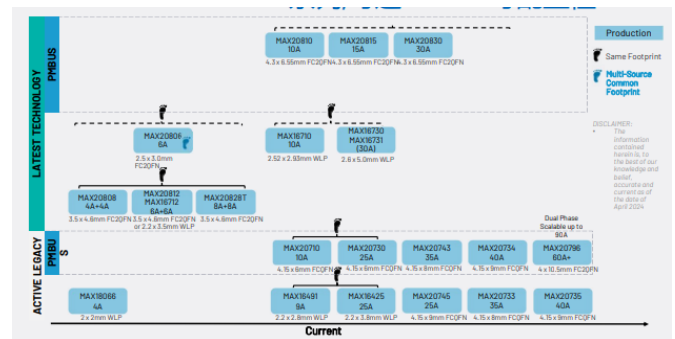 LATEST TECHNOLOGY
PMBUS
MAX20810
10A
4.3 x 6.55mm FC2QFN
MAX20815
15A
4.3 x 6.55mm FC2QFN
MAX20830
30A
4.3 x 6.55mm FC2QFN
Production
Same Footprint
Multi-Source
Common
Footprint
DISCLAIMER:
• The
information
contained
herein is, to
the best of our
knowledge and
belief,
accurate and
current as of
the date of
April 2024
MAX20806
6A
2.5 x 3.0mm
FC2QFN
MAX16710
10A
2.52 x 2.93mm WLP
MAX16730
MAX16731
(30A)
2.6 x 5.0mm WLP
MAX20808
4A+4A
3.5 x 4.6mm FC2QFN
MAX20812
MAX16712
6A+6A
3.5 x 4.6mm FC2QFN
or 2.2 x 3.5mm WLP
MAX20828T
8A+8A
3.5 x 4.6mm FC2QFN
ACTIVE LEGACY
PMBU
S
Dual Phase
Scalable up to
90A
MAX20710
10A
4.15 x 6mm FCQFN
MAX20730
25A
4.15 x 6mm FCQFN
MAX20743
35A
4.15 x 8mm FCQFN
MAX20734
40A
4.15 x 9mm FCQFN
MAX20796
60A+
4 x 10.5mm FC2QFN
MAX18066
4A
2 x 2mm WLP
MAX16491
9A
2.2 x 2.8mm WLP
MAX16425
25A
2.2 x 3.8mm WLP
MAX20745
25A
4.15 x 9mm FCQFN
MAX20733
35A
4.15 x 8mm FCQFN
MAX20735
40A
4.15 x 9mm FCQFN
Current